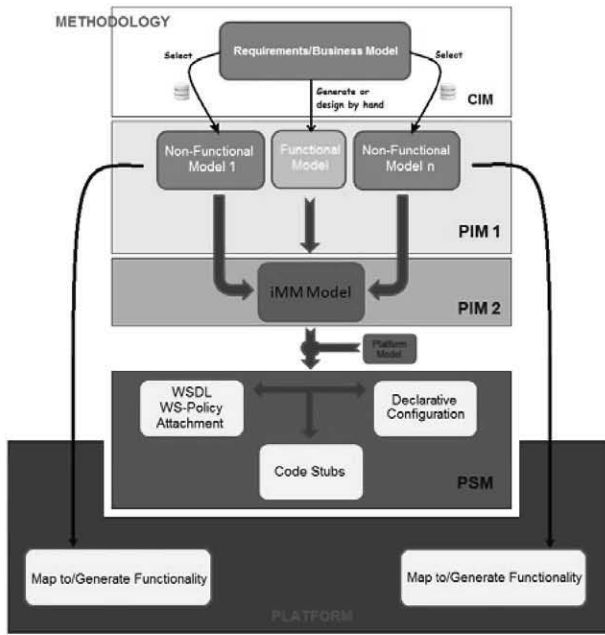 METHODOLOGY
Requirements/Business Model
Select
Select
Generate or
design by hand
CIM
Non-Functional
Model 1
Functional
Model
Non-Functional
Model n
PIM 1
iMM Model
PIM 2
Platform
Model
WSDL
WS-Policy
Attachment
Declarative
Configuration
Code Stubs
PSM
Map to/Generate Functionality
Map to/Generate Functionality
PLATFORM